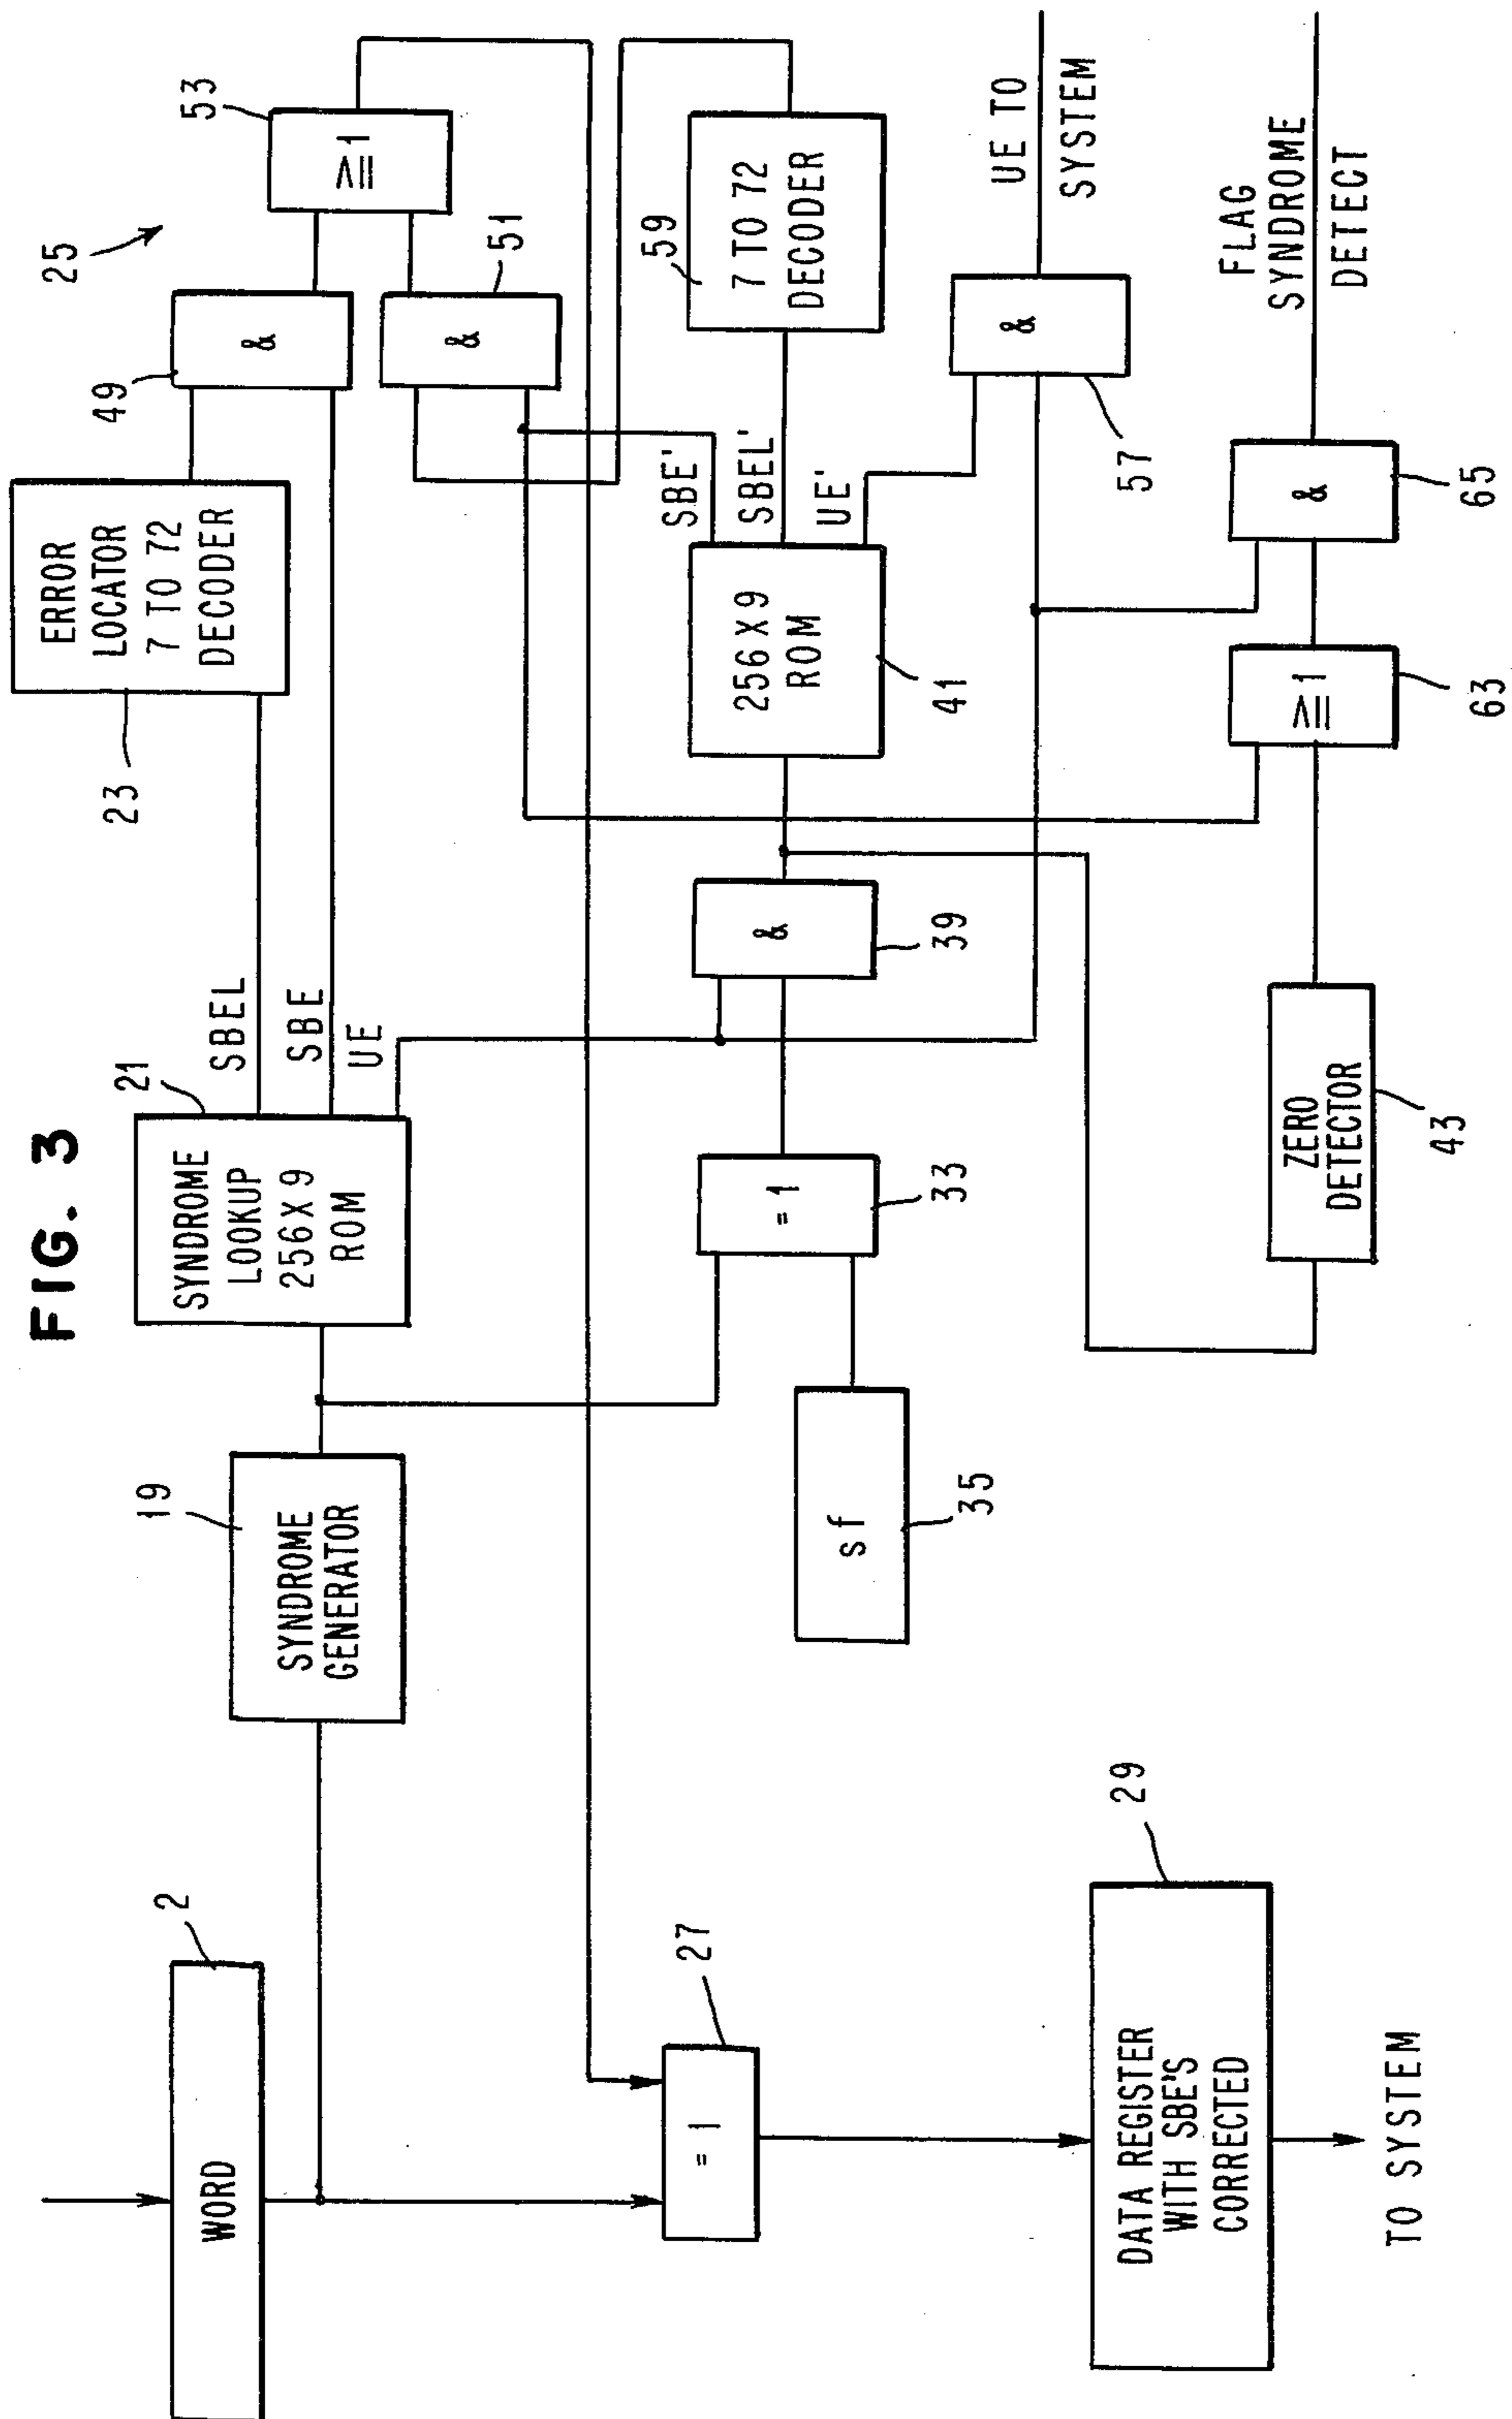 FIG. 3
25
53
≧1
49
&
51
&
ERROR
LOCATOR
7 TO 72
DECODER
23
59
7 TO 72
DECODER
UE TO
SYSTEM
&
57
SBE'
SBEL'
UE'
256 X 9
ROM
41
FLAG
SYNDROME
DETECT
&
65
≧1
63
SBEL
SBE
UE
21
SYNDROME
LOOKUP
256 X 9
ROM
&
39
= 1
33
ZERO
DETECTOR
43
19
SYNDROME
GENERATOR
sf
35
2
WORD
27
= 1
29
DATA REGISTER
WITH SBE'S
CORRECTED
TO SYSTEM